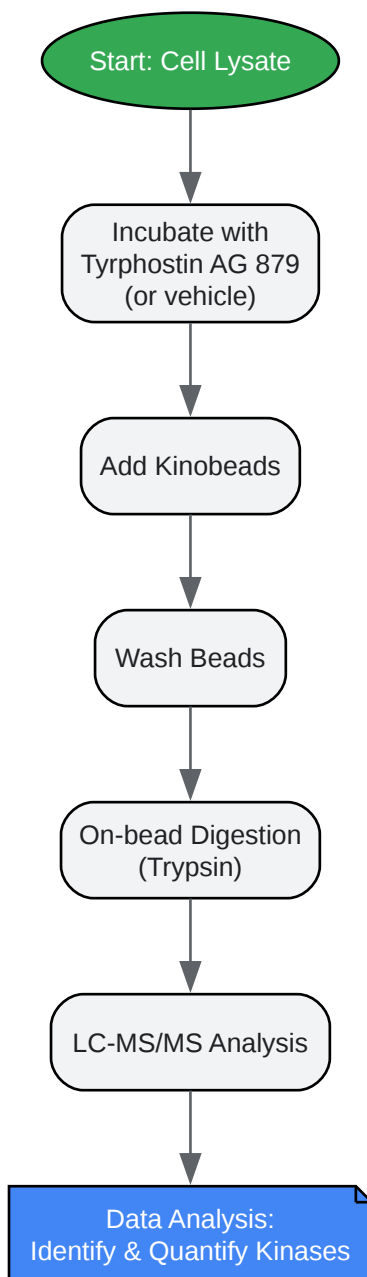 Start: Cell Lysate
Incubate with
Tyrphostin AG 879
(or vehicle)
Add Kinobeads
Wash Beads
On-bead Digestion
(Trypsin)
LC-MS/MS Analysis
Data Analysis:
Identify & Quantify Kinases